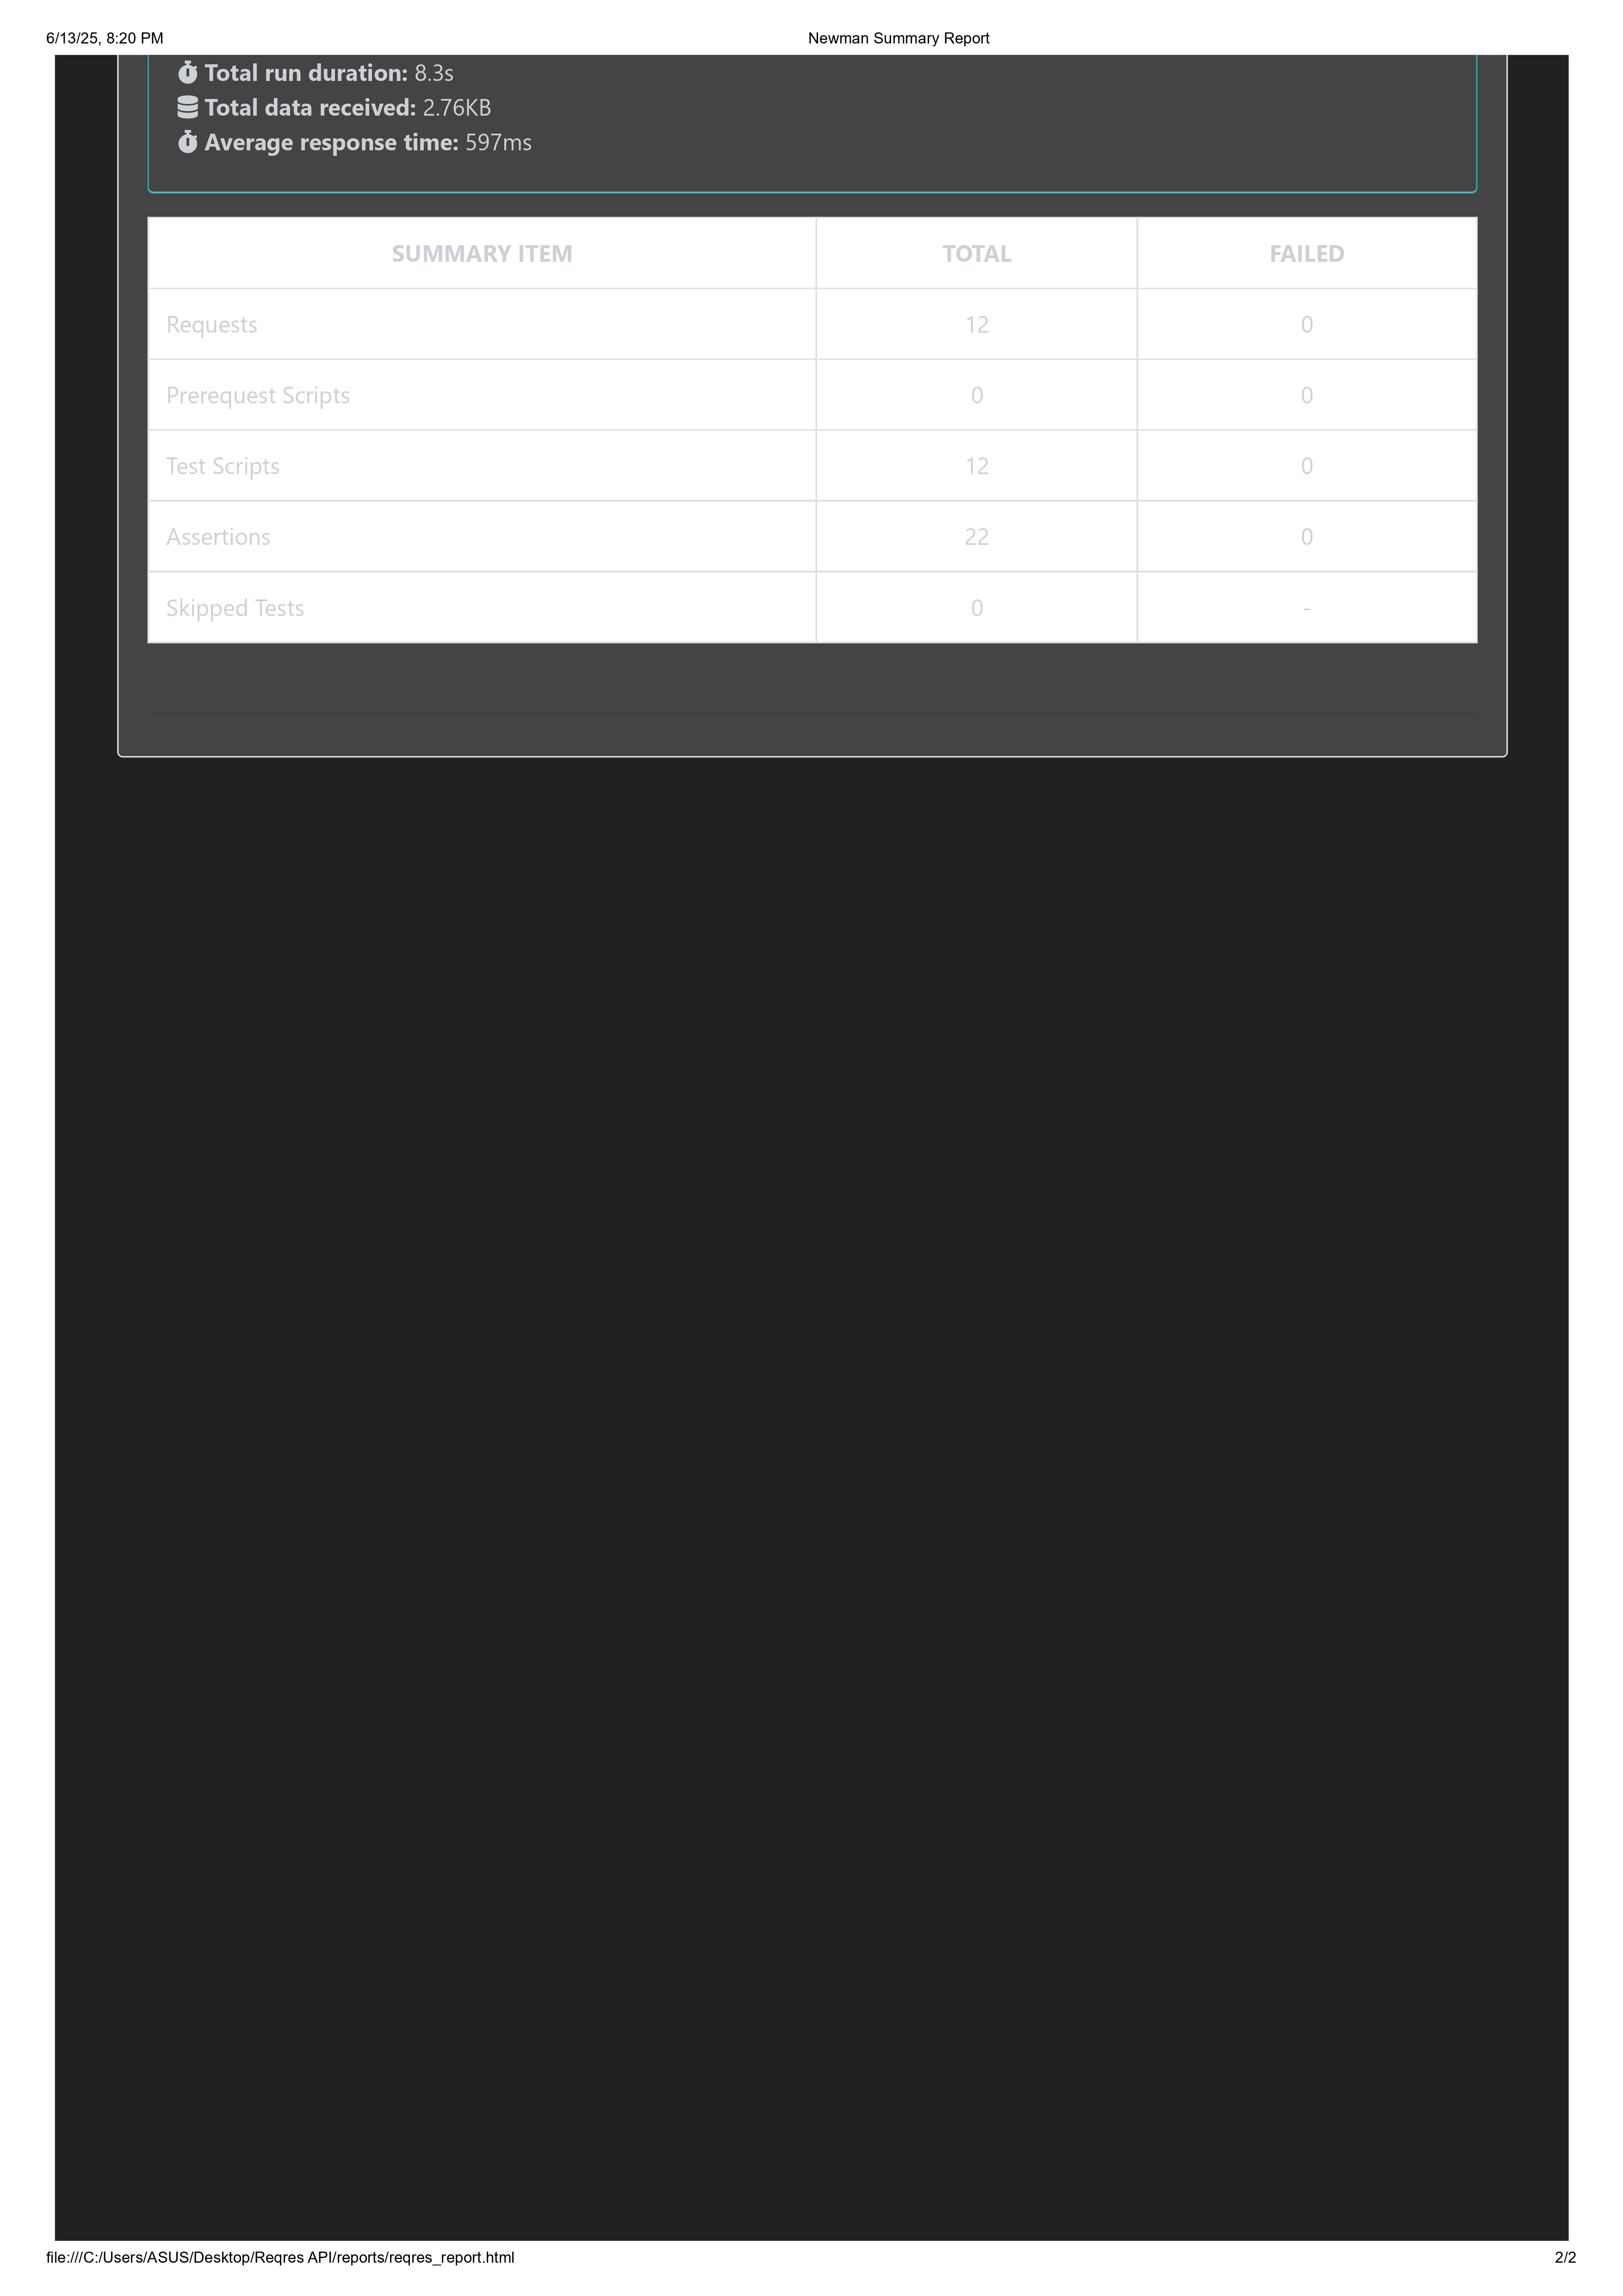 6/13/25, 8:20 PM Newman Summary Report
Total run duration: 8.3s
Total data received: 2.76KB
Average response time: 597ms
SUMMARY ITEM TOTAL FAILED
Requests 12 0
Prerequest Scripts 0 0
Test Scripts 12 0
Assertions 22 0
Skipped Tests 0 -
file:///C:/Users/ASUS/Desktop/Reqres API/reports/reqres_report.html 2/2